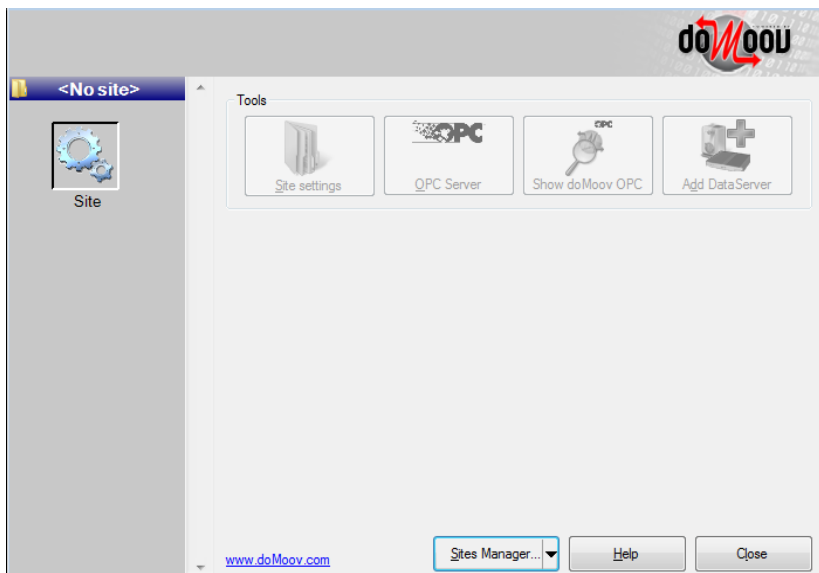 doMoov
<No site>
Site
Tools
OPC
OPC
Site settings
OPC Server
Show doMoov OPC
Add DataServer
www.doMoov.com
Sites Manager...
Help
Close